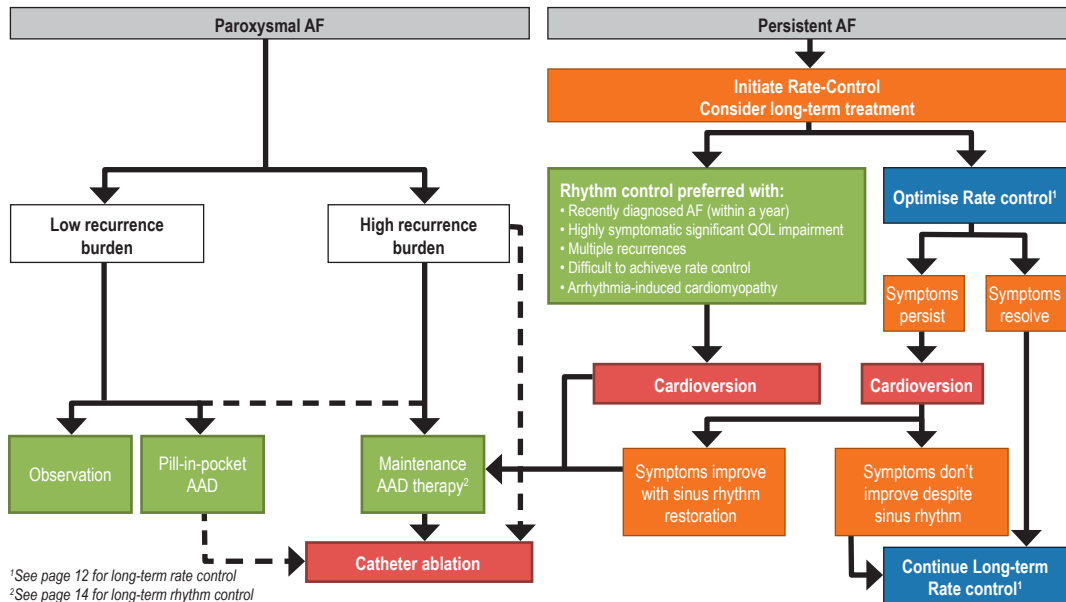 Paroxysmal AF
Persistent AF
Initiate Rate-Control
Consider long-term treatment
Low recurrence
burden
High recurrence
burden
Rhythm control preferred with:
• Recently diagnosed AF (within a year)
• Highly symptomatic significant QOL impairment
• Multiple recurrences
• Difficult to achieveve rate control
• Arrhythmia-induced cardiomyopathy
Optimise Rate control¹
Symptoms
persist
Symptoms
resolve
Cardioversion
Cardioversion
Observation
Pill-in-pocket
AAD
Maintenance
AAD therapy²
Symptoms improve
with sinus rhythm
restoration
Symptoms don't
improve despite
sinus rhythm
Catheter ablation
Continue Long-term
Rate control¹
¹See page 12 for long-term rate control
²See page 14 for long-term rhythm control